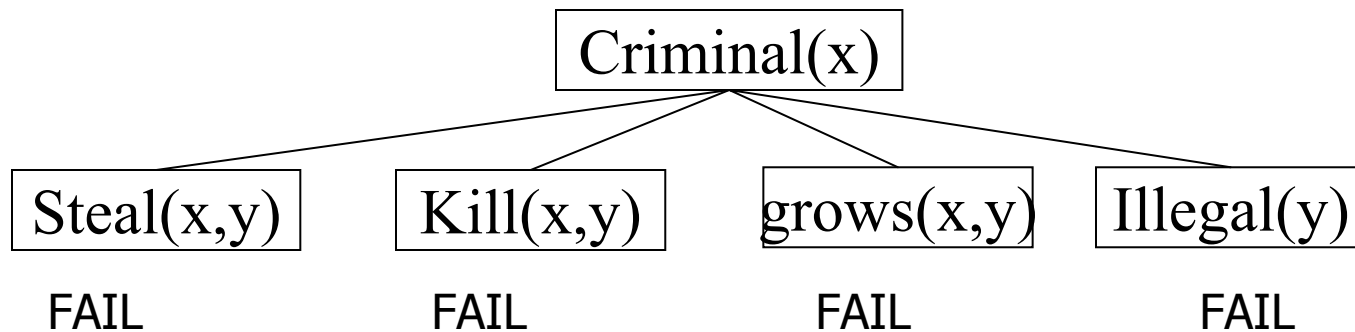 Criminal(x)
Steal(x,y) Kill(x,y) grows(x,y) Illegal(y)
FAIL FAIL FAIL FAIL